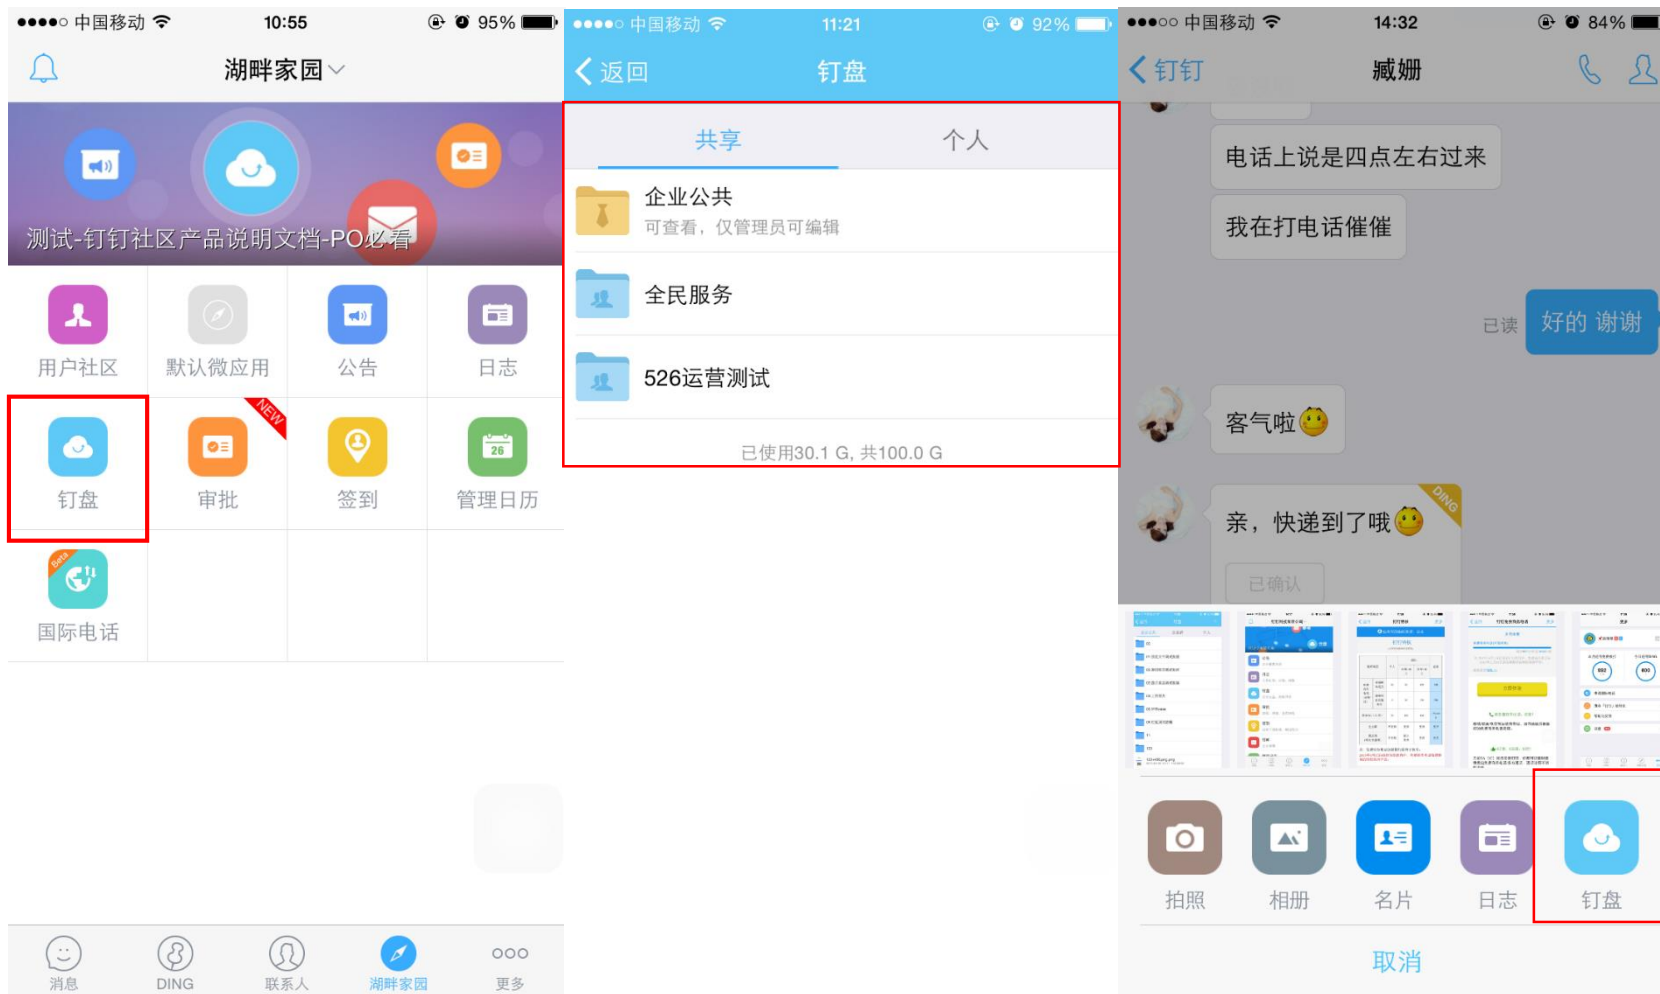 中国移动 10:55 95%
湖畔家园
测试-钉钉社区产品说明文档-PO必看
用户社区 默认微应用 公告 日志
NEW
26
钉盘 审批 签到 管理日历
Beta
国际电话
消息 DING 联系人 湖畔家园 更多
中国移动 11:21 92%
返回 钉盘
共享 个人
企业公共
可查看，仅管理员可编辑
全民服务
526运营测试
已使用30.1 G, 共100.0 G
中国移动 14:32 84%
钉钉 臧姗
电话上说是四点左右过来
我在打电话催催
已读 好的 谢谢
客气啦
DING
亲，快递到了哦
已确认
拍照 相册 名片 日志 钉盘
取消